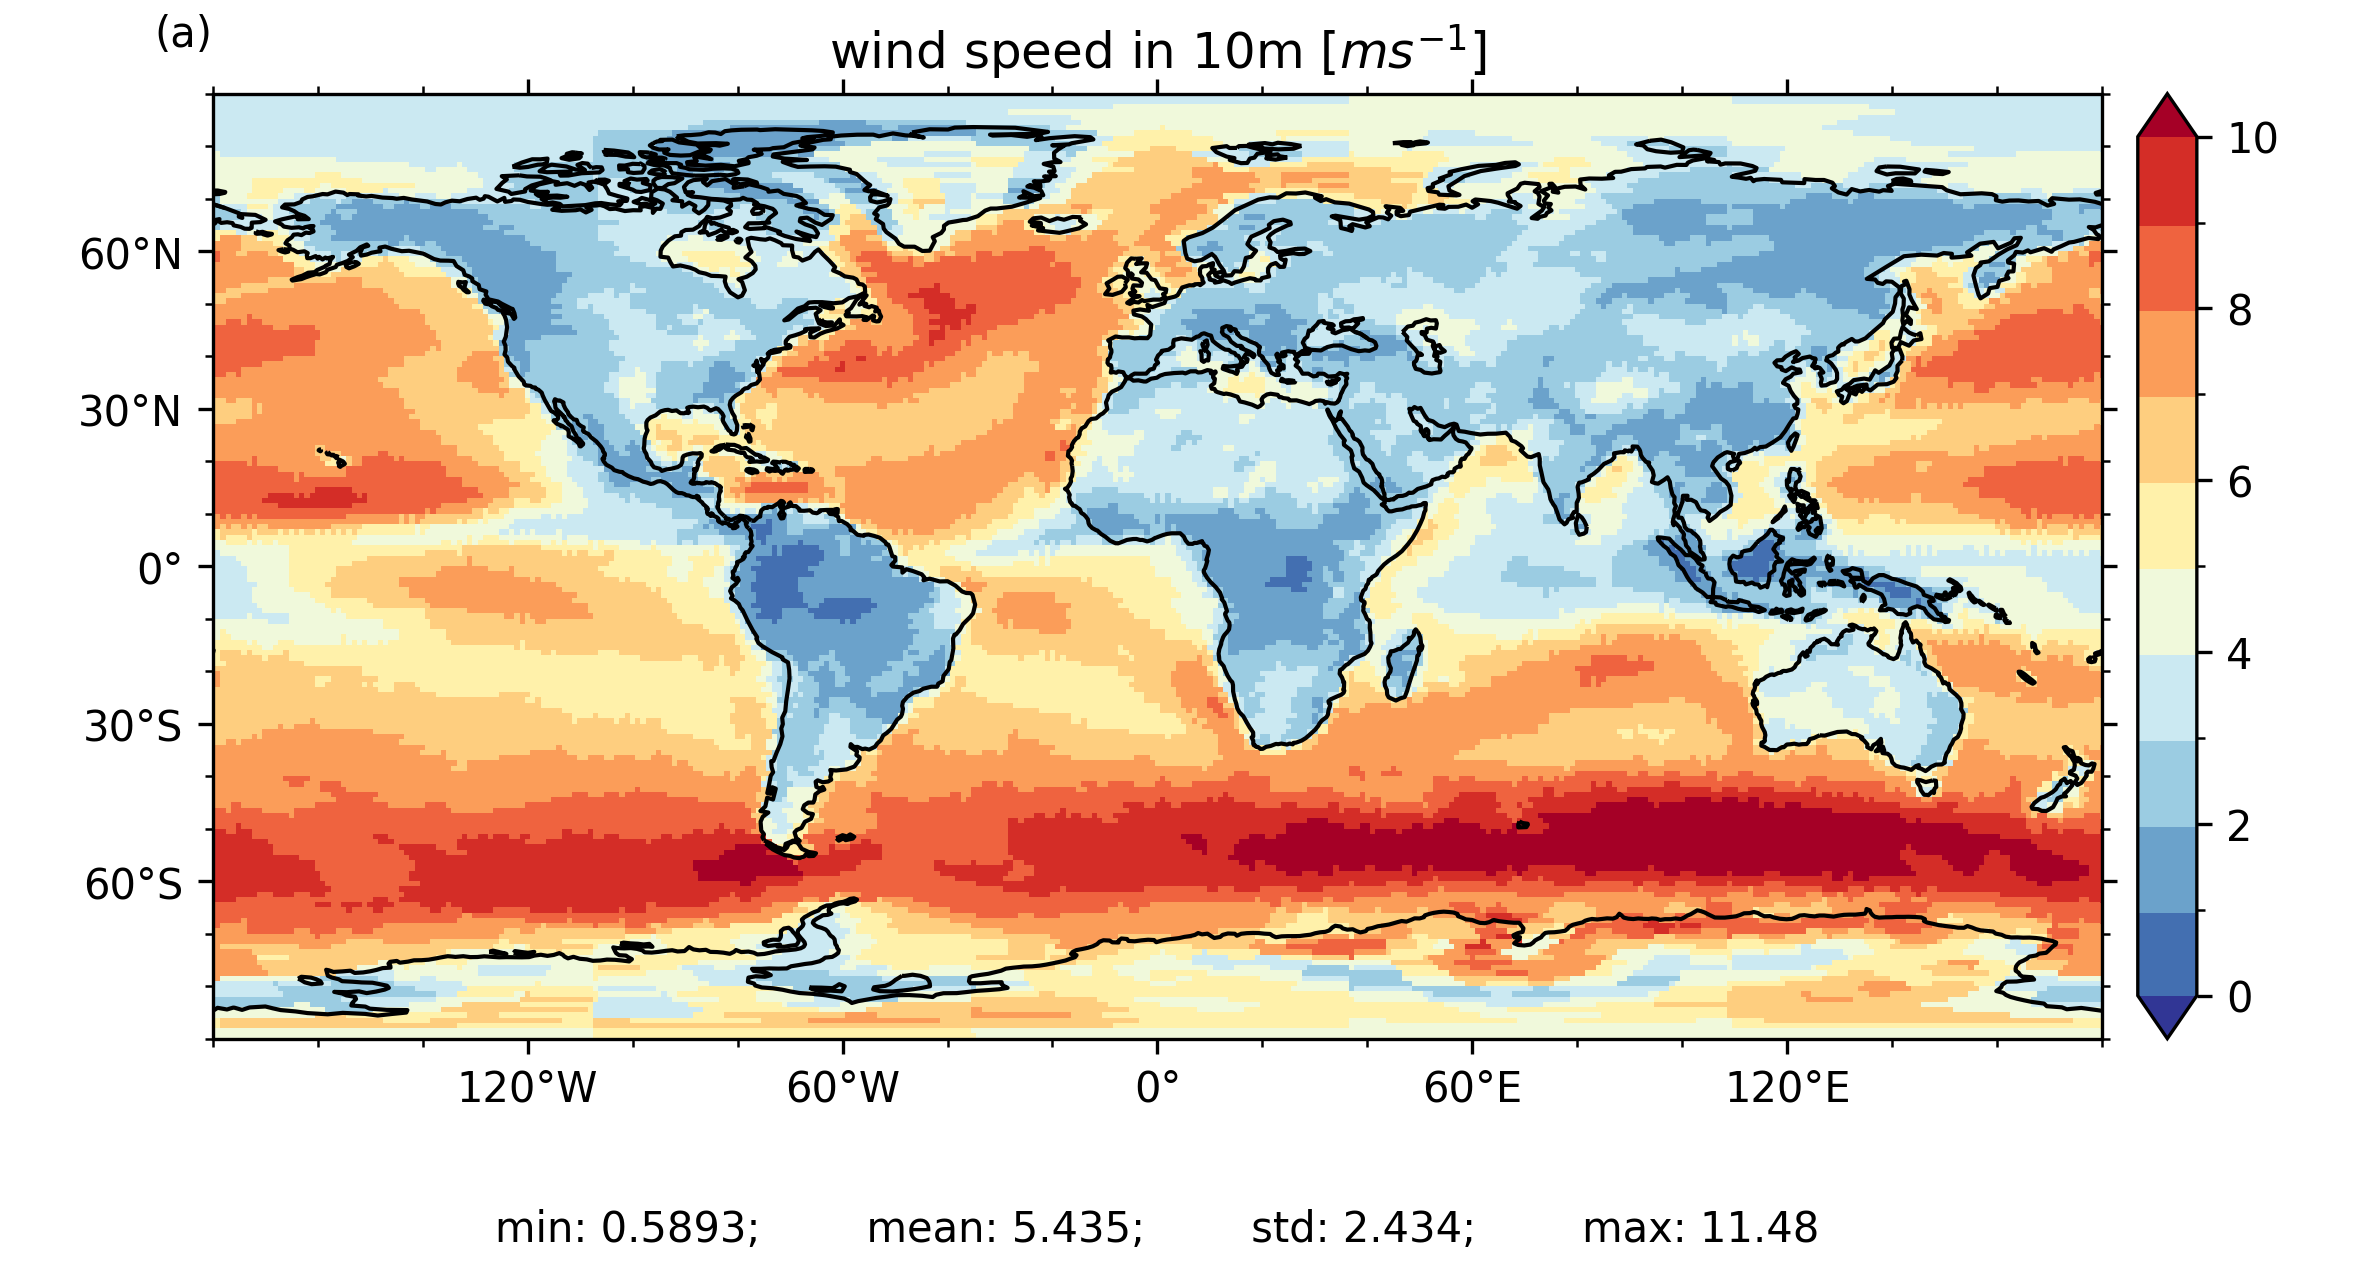 (a)
wind speed in 10m [ms⁻¹]
60°N
30°N
0°
30°S
60°S
120°W 60°W 0° 60°E 120°E
10
8
6
4
2
0
min: 0.5893; mean: 5.435; std: 2.434; max: 11.48